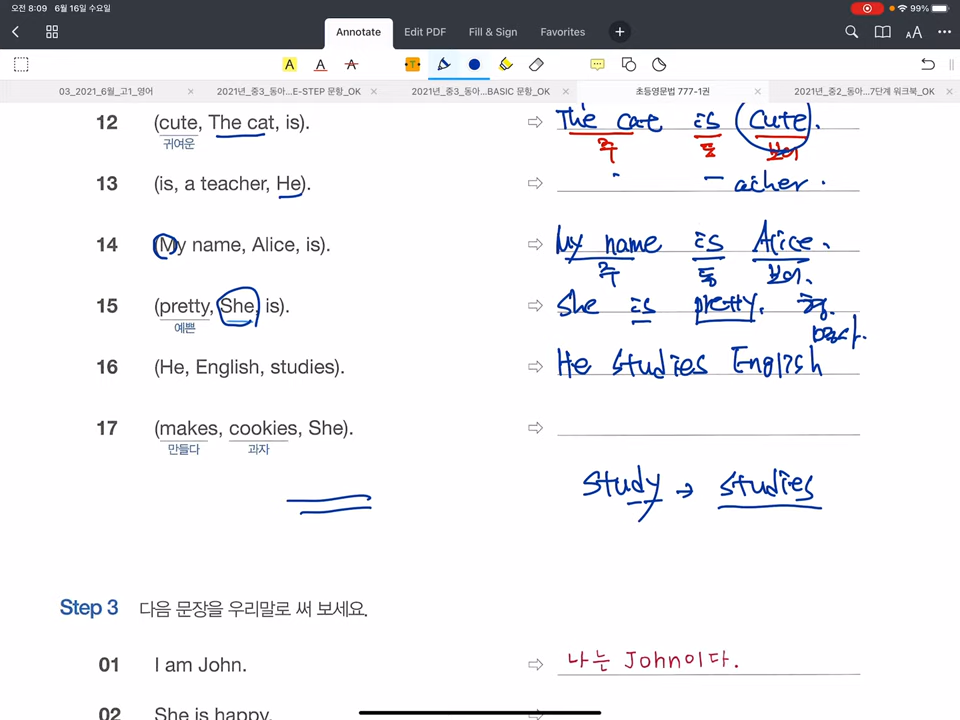 오전 8:09 6월 16일 수요일 99%
Annotate Edit PDF Fill & Sign Favorites
03_2021_6월_고1_영어 2021년_중3_동아...E-STEP 문항_OK 2021년_중3_동아...BASIC 문항_OK 초등영문법 777-1권 2021년_중2_동아...7단계 워크북_OK
12 (cute, The cat, is). ⇨ The cat is cute.
귀여운 주 동 보어
13 (is, a teacher, He). ⇨ acher.
14 (My name, Alice, is). ⇨ My name is Alice.
주 동 보어.
15 (pretty, She, is). ⇨ She is pretty. 형.
예쁜
16 (He, English, studies). ⇨ He studies English
17 (makes, cookies, She). ⇨
만들다 과자
study → studies
Step 3 다음 문장을 우리말로 써 보세요.
01 I am John. ⇨ 나는 John이다.
02 She is happy.